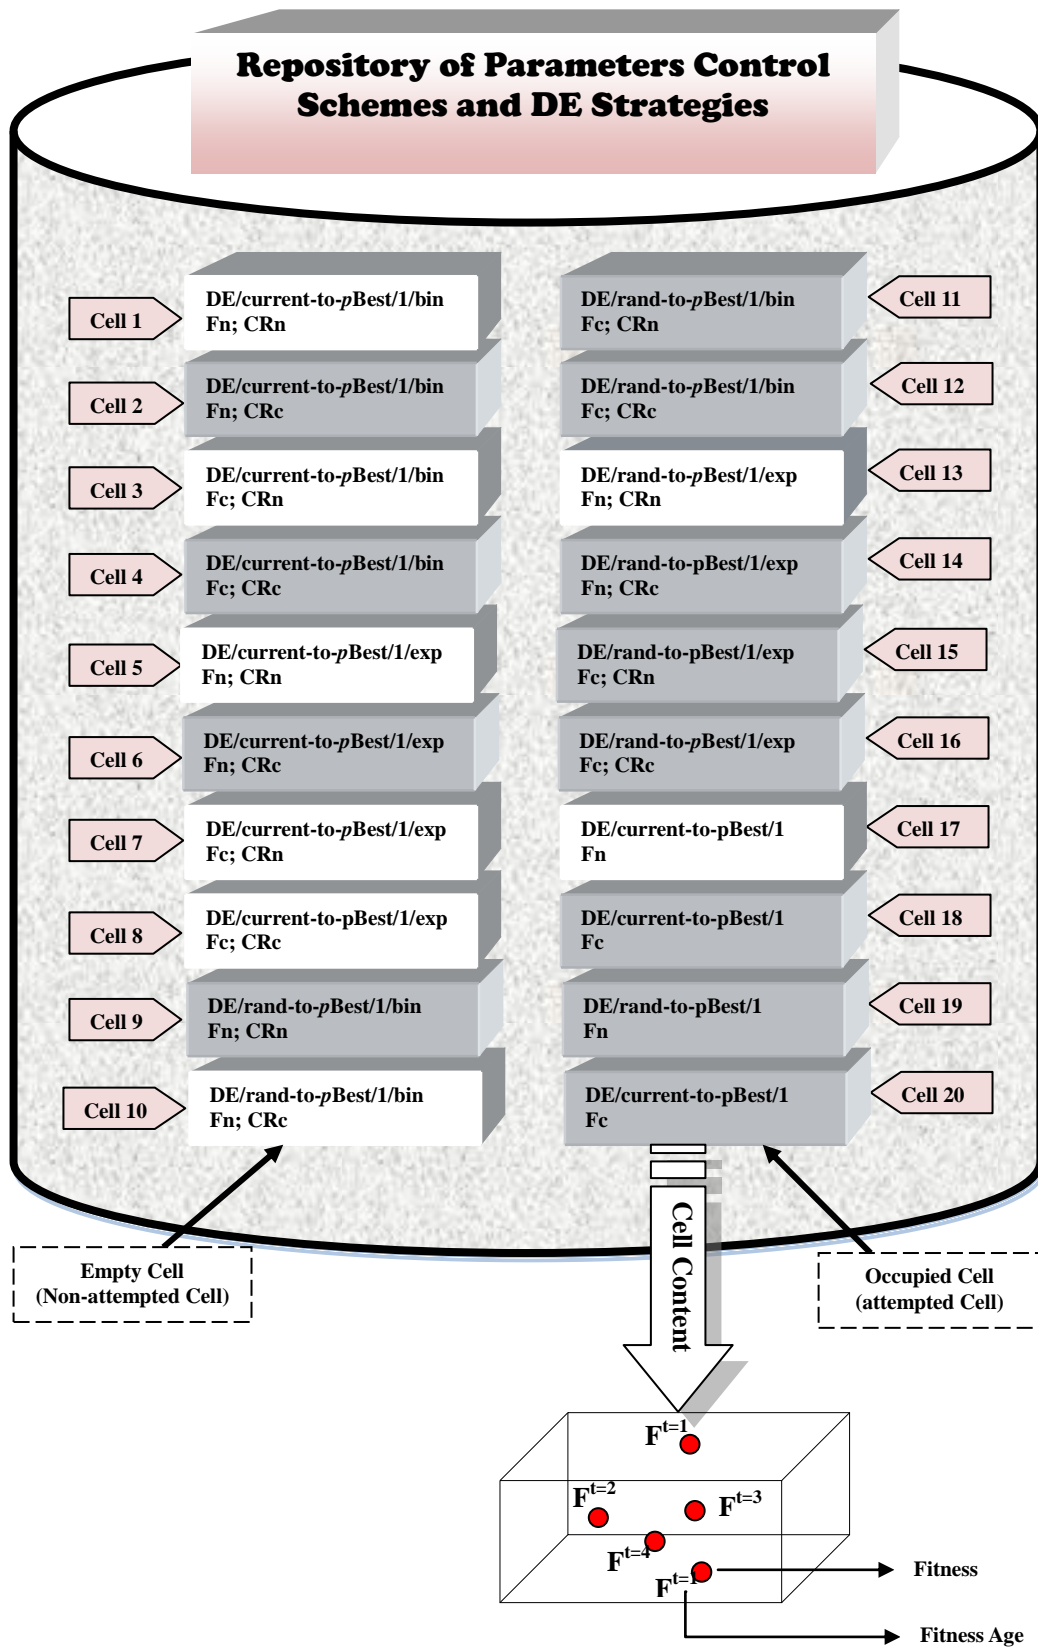 Repository of Parameters Control
Schemes and DE Strategies
Cell 1
DE/current-to-pBest/1/bin
Fn; CRn
Cell 2
DE/current-to-pBest/1/bin
Fn; CRc
Cell 3
DE/current-to-pBest/1/bin
Fc; CRn
Cell 4
DE/current-to-pBest/1/bin
Fc; CRc
Cell 5
DE/current-to-pBest/1/exp
Fn; CRn
Cell 6
DE/current-to-pBest/1/exp
Fn; CRc
Cell 7
DE/current-to-pBest/1/exp
Fc; CRn
Cell 8
DE/current-to-pBest/1/exp
Fc; CRc
Cell 9
DE/rand-to-pBest/1/bin
Fn; CRn
Cell 10
DE/rand-to-pBest/1/bin
Fn; CRc
DE/rand-to-pBest/1/bin
Fc; CRn
Cell 11
DE/rand-to-pBest/1/bin
Fc; CRc
Cell 12
DE/rand-to-pBest/1/exp
Fn; CRn
Cell 13
DE/rand-to-pBest/1/exp
Fn; CRc
Cell 14
DE/rand-to-pBest/1/exp
Fc; CRn
Cell 15
DE/rand-to-pBest/1/exp
Fc; CRc
Cell 16
DE/current-to-pBest/1
Fn
Cell 17
DE/current-to-pBest/1
Fc
Cell 18
DE/rand-to-pBest/1
Fn
Cell 19
DE/current-to-pBest/1
Fc
Cell 20
Empty Cell
(Non-attempted Cell)
Cell Content
Occupied Cell
(attempted Cell)
F^t=1
F^t=2
F^t=3
F^t=4
F^t=1
Fitness
Fitness Age